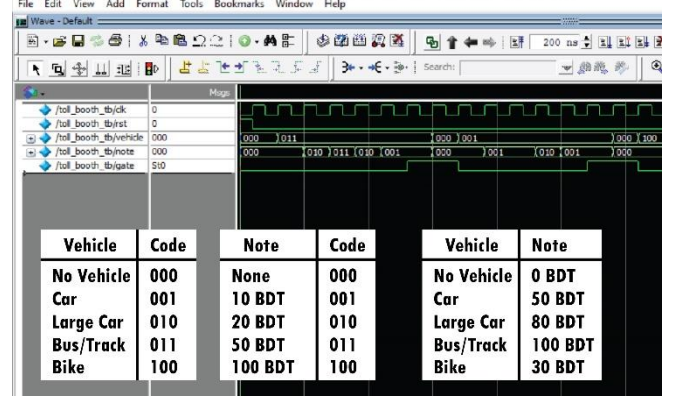 File Edit View Add Format Tools Bookmarks Window Help
Wave - Default
200 ns
Search:
Msgs
/toll_booth_tb/clk 0
/toll_booth_tb/rst 0
/toll_booth_tb/vehicle 000 000 011 000 001 000 100
/toll_booth_tb/note 000 000 010 011 010 001 000 001 010 001 000
/toll_booth_tb/gate St0
Vehicle Code
No Vehicle 000
Car 001
Large Car 010
Bus/Track 011
Bike 100
Note Code
None 000
10 BDT 001
20 BDT 010
50 BDT 011
100 BDT 100
Vehicle Note
No Vehicle 0 BDT
Car 50 BDT
Large Car 80 BDT
Bus/Track 100 BDT
Bike 30 BDT